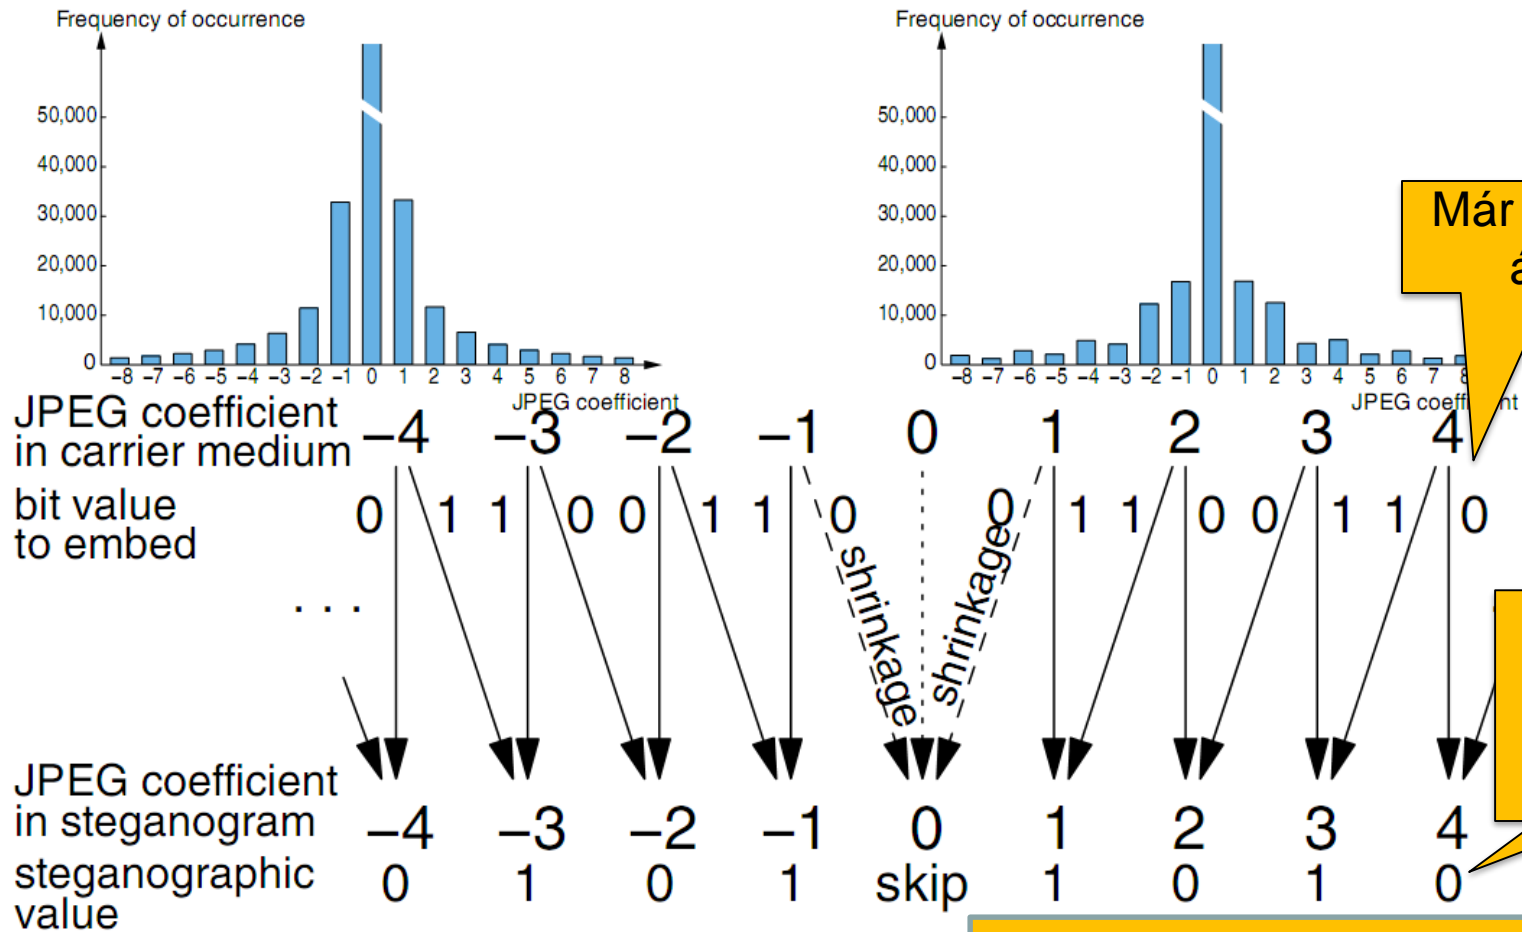 Frequency of occurrence
50,000
40,000
30,000
20,000
10,000
0
−8 −7 −6 −5 −4 −3 −2 −1 0 1 2 3 4 5 6 7 8
JPEG coefficient
Frequency of occurrence
50,000
40,000
30,000
20,000
10,000
0
−8 −7 −6 −5 −4 −3 −2 −1 0 1 2 3 4 5 6 7 8
JPEG coefficient
Már
á
JPEG coefficient
in carrier medium
−4 −3 −2 −1 0 1 2 3 4
bit value
to embed
0 1 1 0 0 1 1 0 0 1 1 0 0 1 1 0
shrinkage
shrinkage
. . .
JPEG coefficient
in steganogram
−4 −3 −2 −1 0 1 2 3 4
steganographic
value
0 1 0 1 skip 1 0 1 0